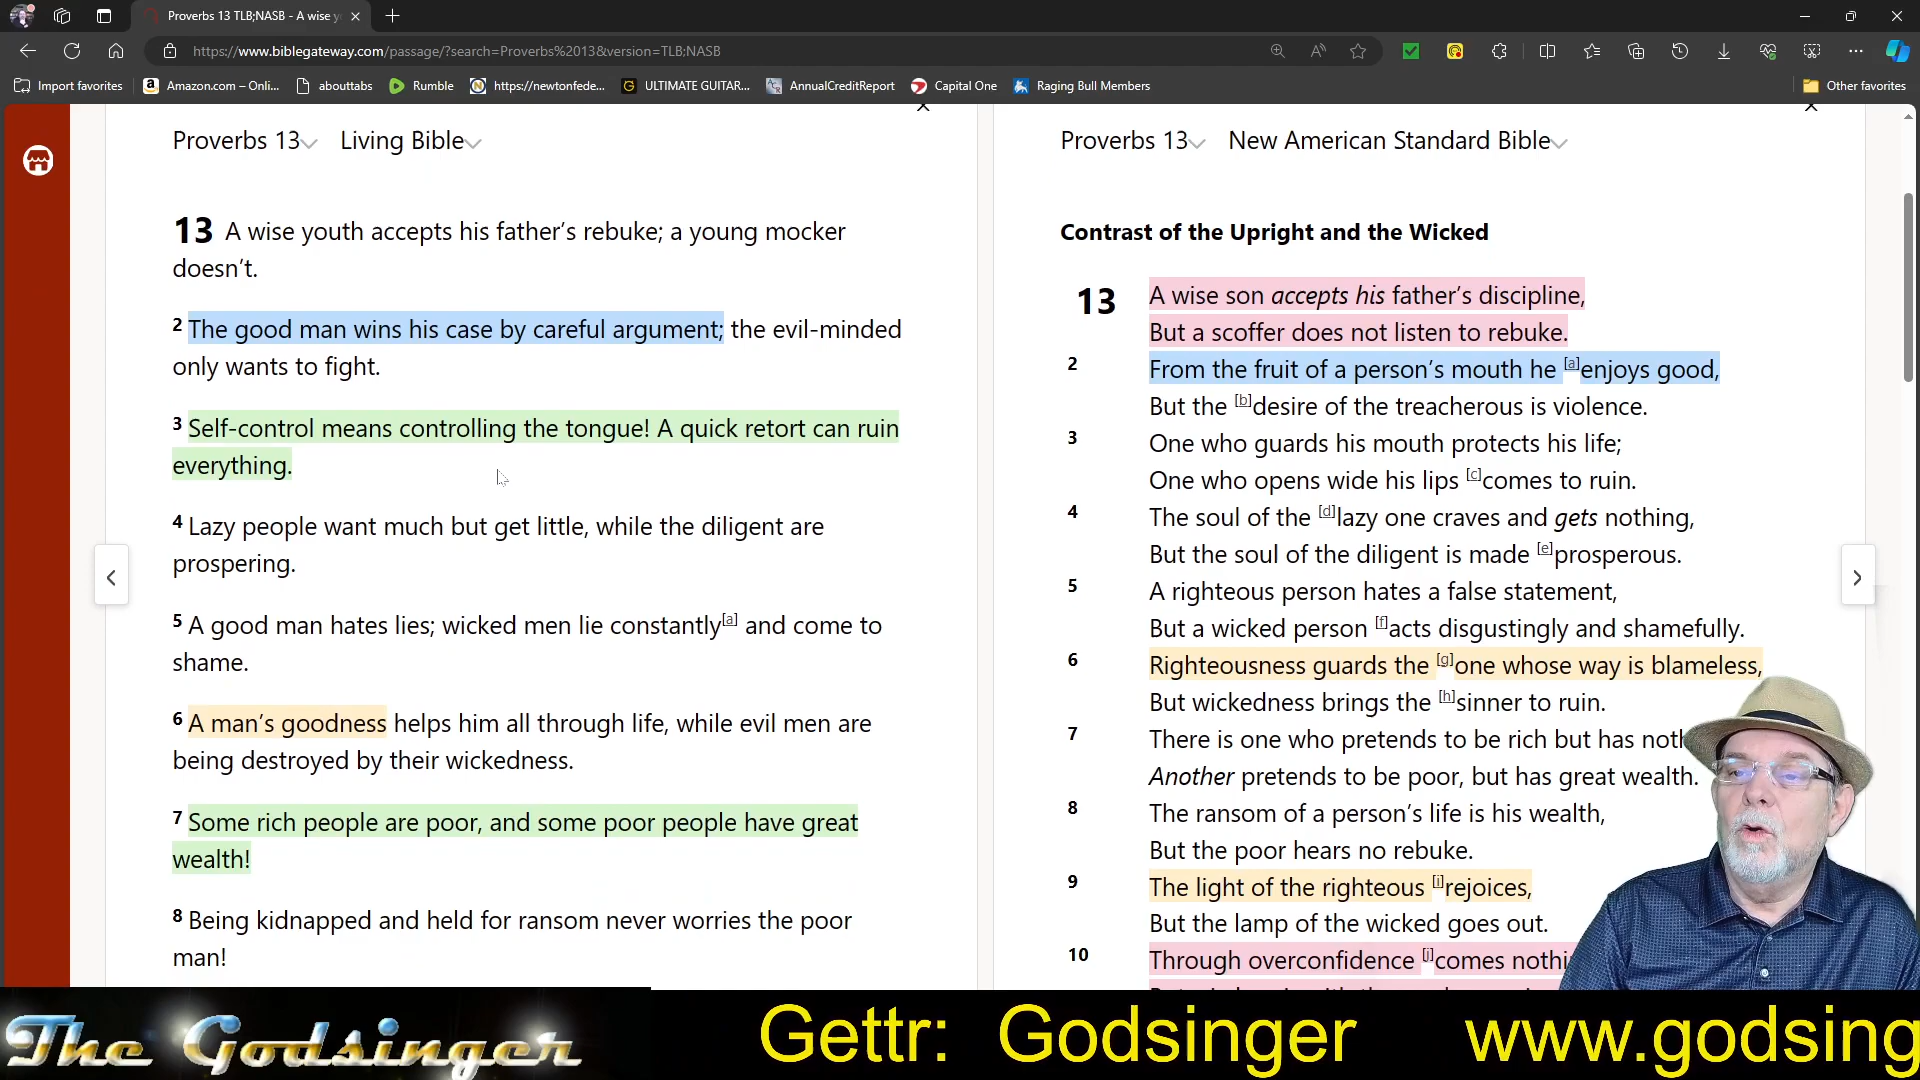 Proverbs 13 TLB;NASB - A wise y
https://www.biblegateway.com/passage/?search=Proverbs%2013&version=TLB;NASB
Import favorites
Amazon.com – Onli...
abouttabs
Rumble
https://newtonfede...
ULTIMATE GUITAR...
AnnualCreditReport
Capital One
Raging Bull Members
Other favorites
Proverbs 13 Living Bible
13 A wise youth accepts his father's rebuke; a young mocker
doesn't.
2 The good man wins his case by careful argument; the evil-minded
only wants to fight.
3 Self-control means controlling the tongue! A quick retort can ruin
everything.
4 Lazy people want much but get little, while the diligent are
prospering.
5 A good man hates lies; wicked men lie constantly[a] and come to
shame.
6 A man's goodness helps him all through life, while evil men are
being destroyed by their wickedness.
7 Some rich people are poor, and some poor people have great
wealth!
8 Being kidnapped and held for ransom never worries the poor
man!
Proverbs 13 New American Standard Bible
Contrast of the Upright and the Wicked
13 A wise son accepts his father's discipline,
But a scoffer does not listen to rebuke.
2 From the fruit of a person's mouth he [a]enjoys good,
But the [b]desire of the treacherous is violence.
3 One who guards his mouth protects his life;
One who opens wide his lips [c]comes to ruin.
4 The soul of the [d]lazy one craves and gets nothing,
But the soul of the diligent is made [e]prosperous.
5 A righteous person hates a false statement,
But a wicked person [f]acts disgustingly and shamefully.
6 Righteousness guards the [g]one whose way is blameless,
But wickedness brings the [h]sinner to ruin.
7 There is one who pretends to be rich but has noth
Another pretends to be poor, but has great wealth.
8 The ransom of a person's life is his wealth,
But the poor hears no rebuke.
9 The light of the righteous [i]rejoices,
But the lamp of the wicked goes out.
10 Through overconfidence [j]comes nothi
The Godsinger
Gettr: Godsinger www.godsing